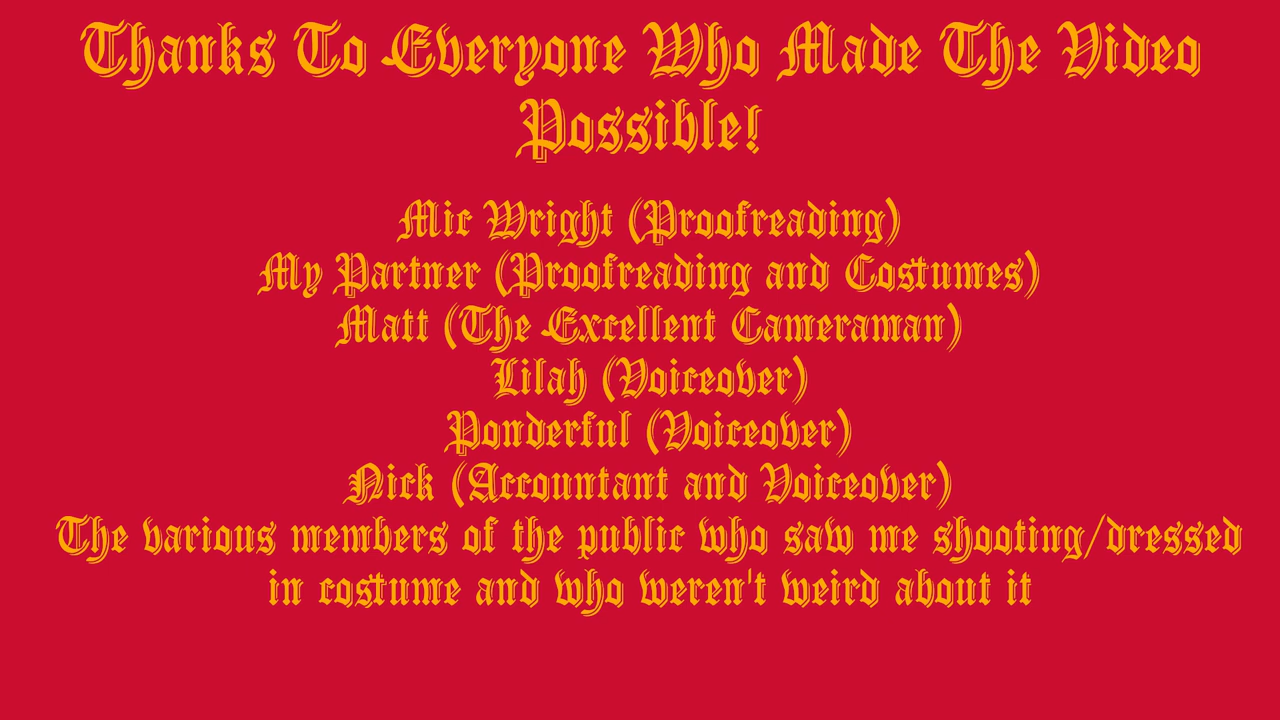 Thanks To Everyone Who Made The Video
Possible!
Mic Wright (Proofreading)
My Partner (Proofreading and Costumes)
Matt (The Excellent Cameraman)
Lilah (Voiceover)
Ponderful (Voiceover)
Nick (Accountant and Voiceover)
The various members of the public who saw me shooting/dressed
in costume and who weren't weird about it